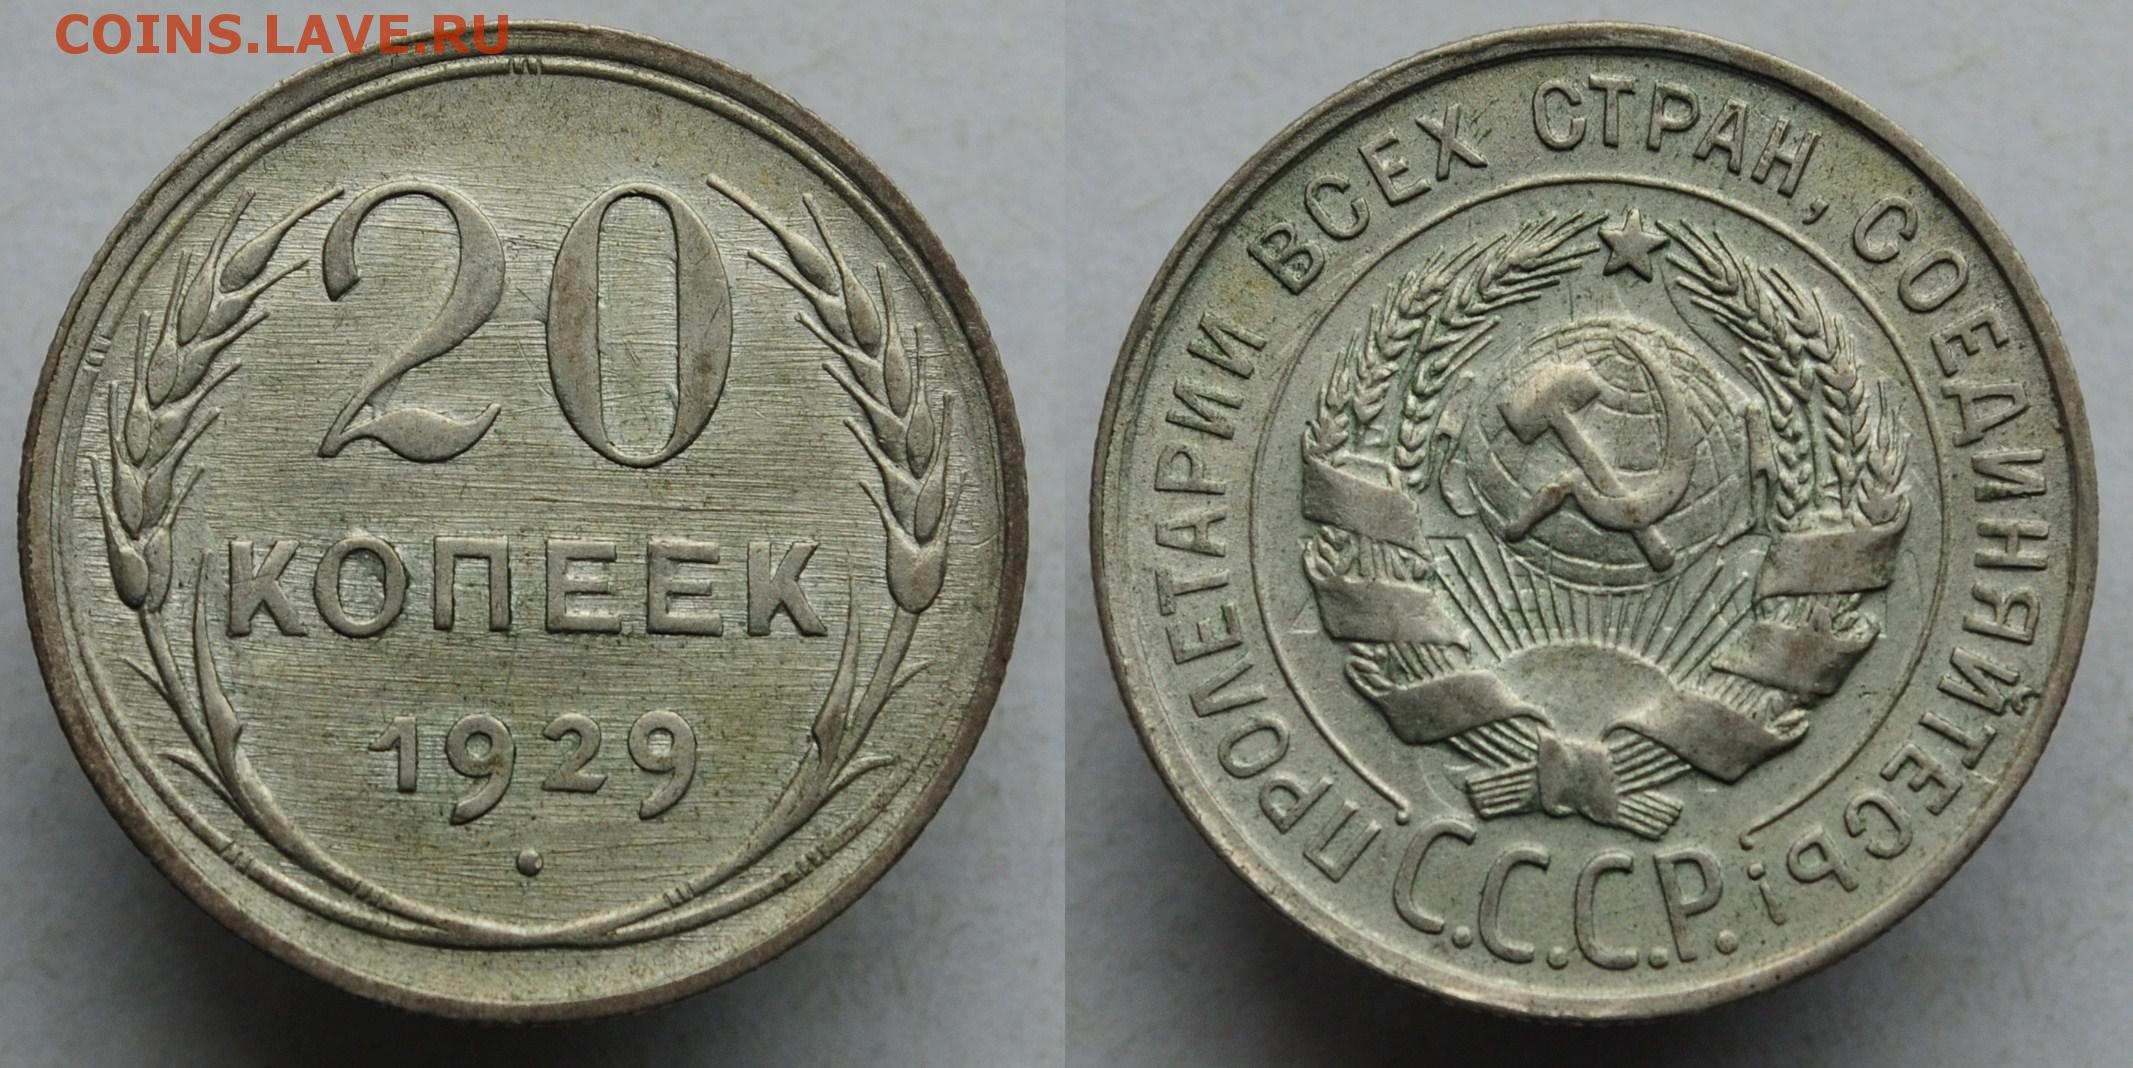 COINS.LAVE.RU
20
КОПЕЕК
1929
ПРОЛЕТАРИИ ВСЕХ СТРАН, СОЕДИНЯЙТЕСЬ!
С.С.С.Р.